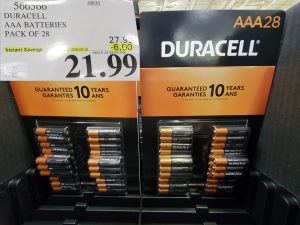 566566
DURACELL
AAA BATTERIES
PACK OF 28
Instant Savings
27.99
-6.00
21.99
GUARANTEED
GARANTIES
10
YEARS
ANS
AAA28
DURACELL
GUARANTEED
GARANTIES
10
YEARS
ANS